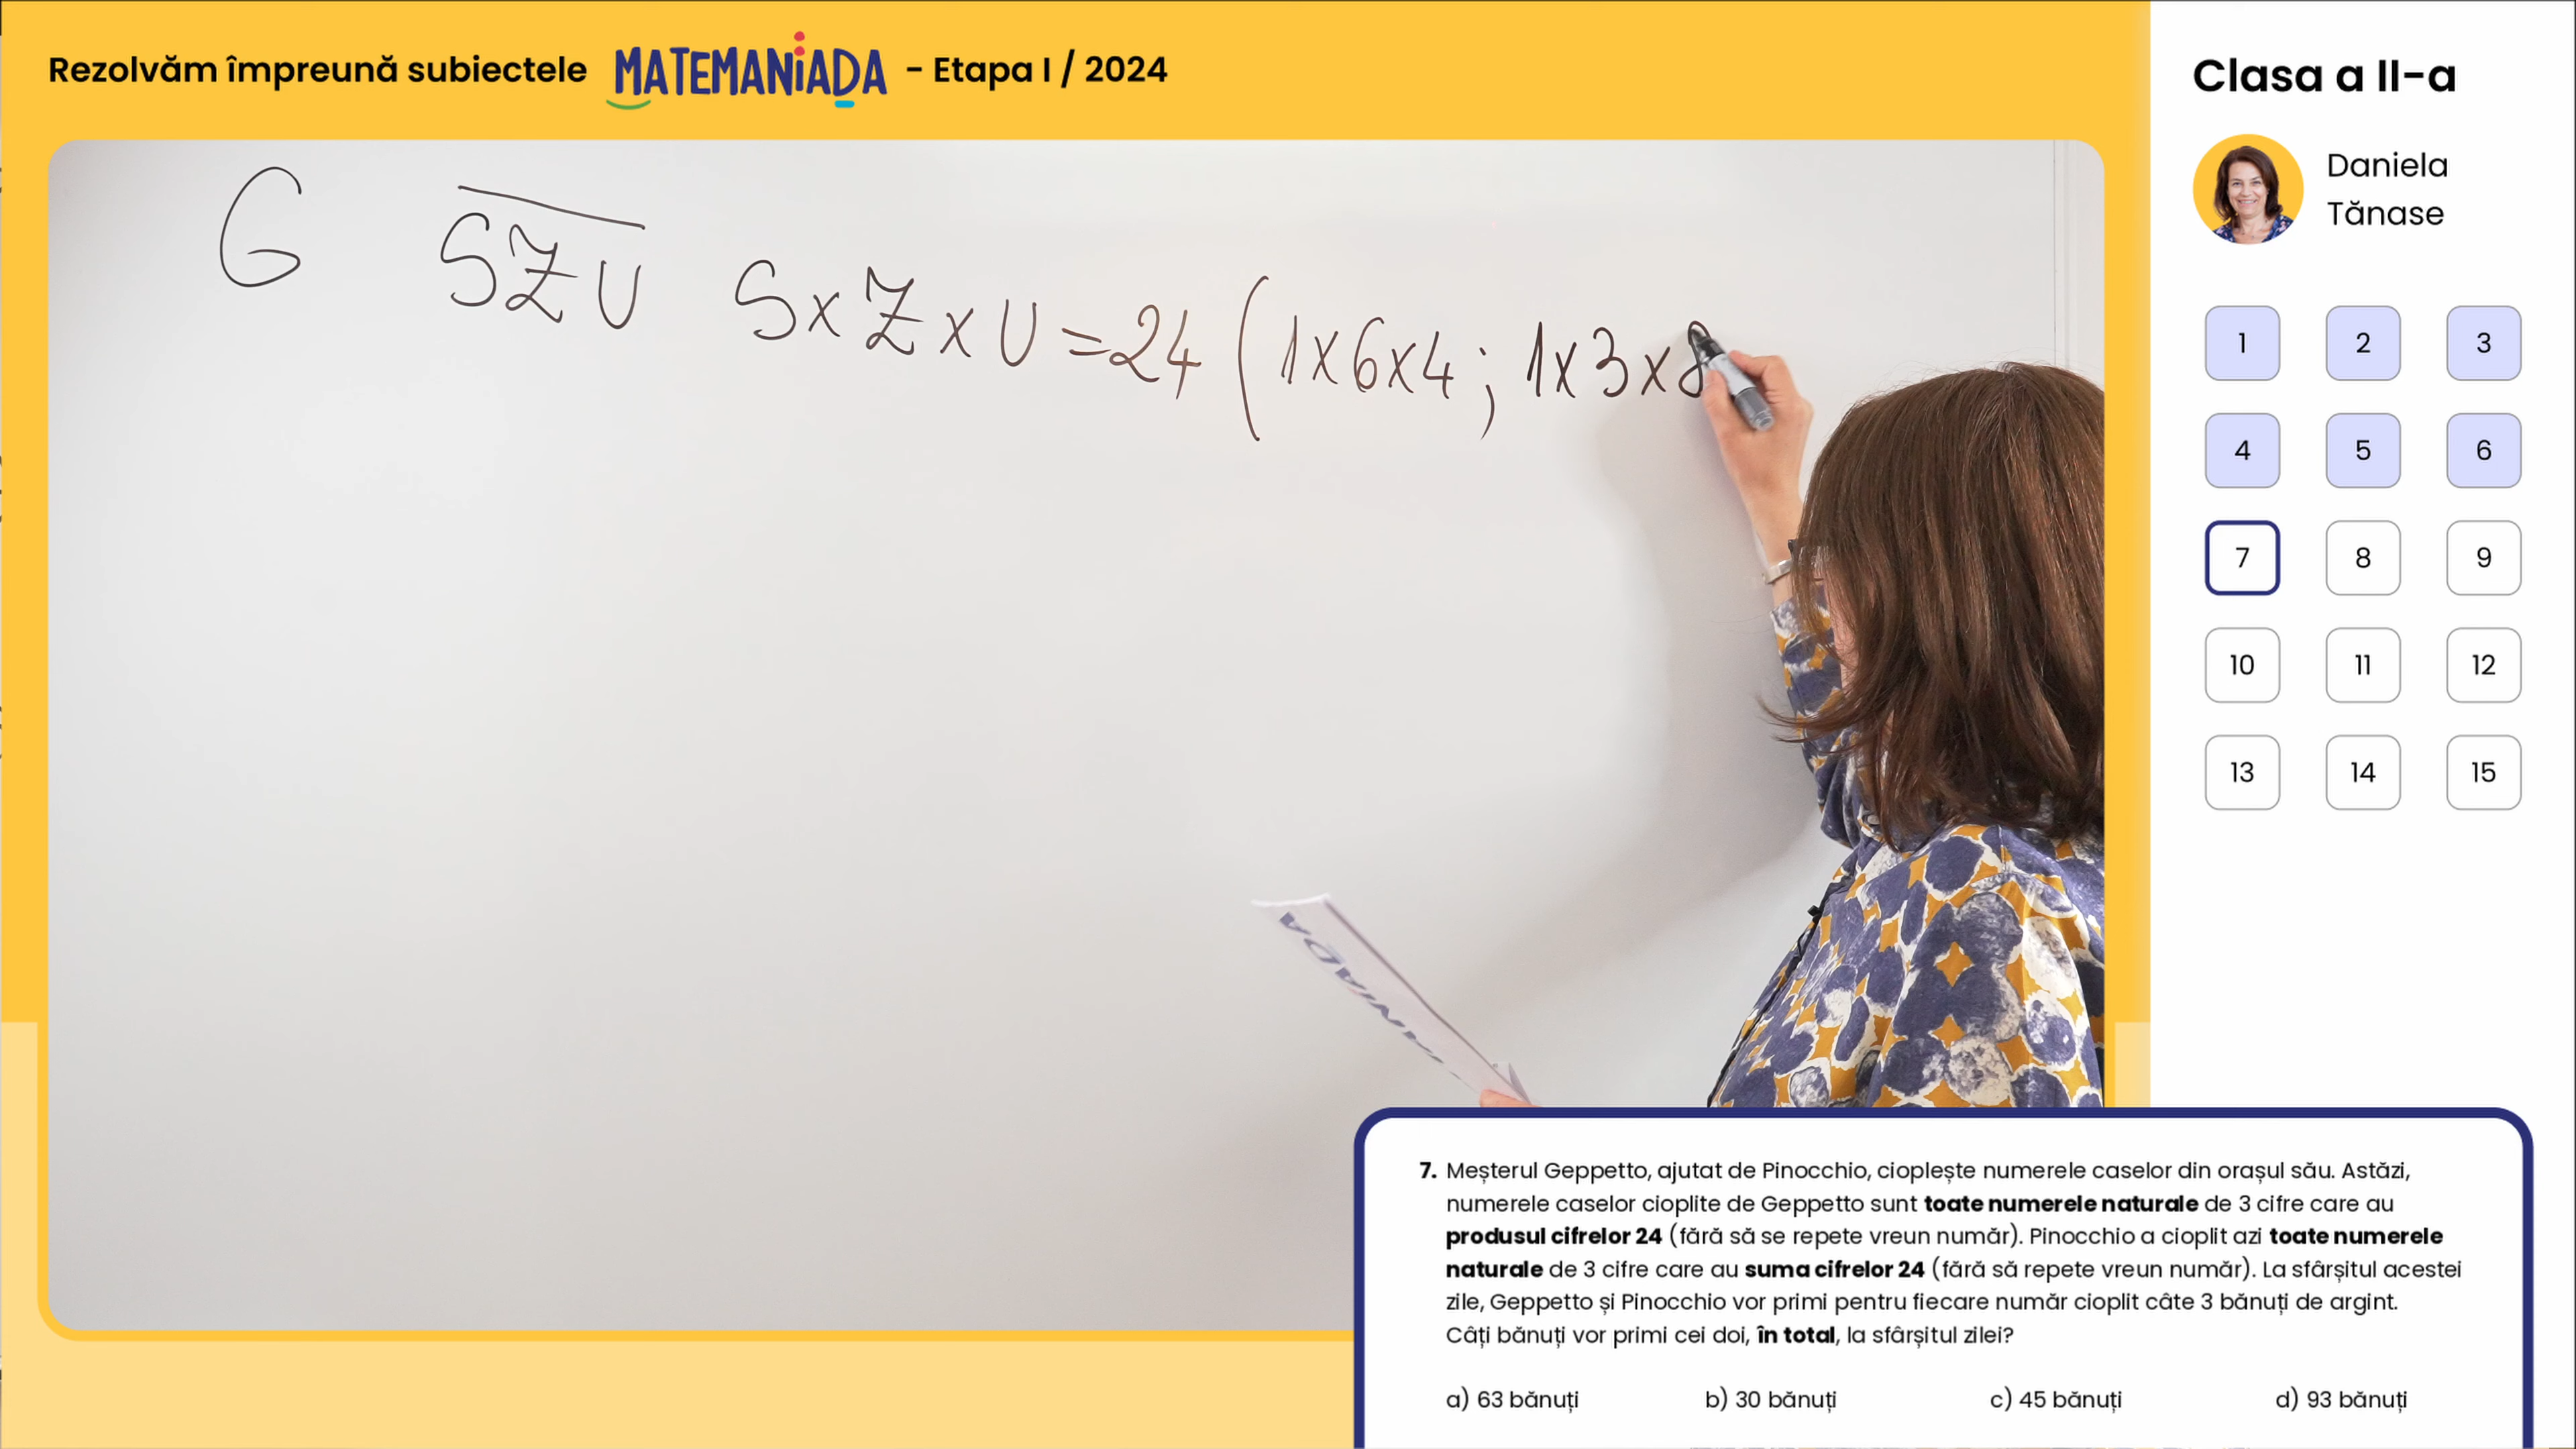 Rezolvăm împreună subiectele MATEMANiADA - Etapa I / 2024
G SZU SxZxU=24 (1x6x4; 1x3x8
Clasa a II-a
Daniela
Tănase
1 2 3
4 5 6
7 8 9
10 11 12
13 14 15
7. Meșterul Geppetto, ajutat de Pinocchio, cioplește numerele caselor din orașul său. Astăzi,
numerele caselor cioplite de Geppetto sunt toate numerele naturale de 3 cifre care au
produsul cifrelor 24 (fără să se repete vreun număr). Pinocchio a cioplit azi toate numerele
naturale de 3 cifre care au suma cifrelor 24 (fără să repete vreun număr). La sfârșitul acestei
zile, Geppetto și Pinocchio vor primi pentru fiecare număr cioplit câte 3 bănuți de argint.
Câți bănuți vor primi cei doi, în total, la sfârșitul zilei?
a) 63 bănuți b) 30 bănuți c) 45 bănuți d) 93 bănuți